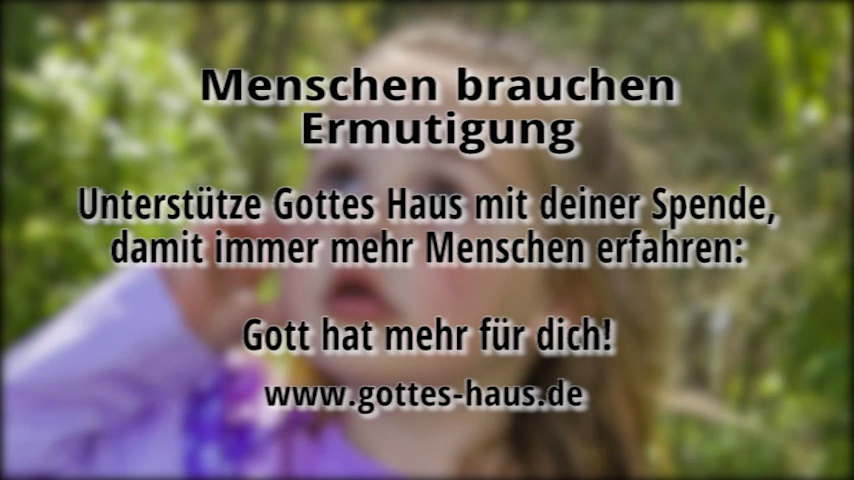 Menschen brauchen
Ermutigung
Unterstütze Gottes Haus mit deiner Spende,
damit immer mehr Menschen erfahren:
Gott hat mehr für dich!
www.gottes-haus.de